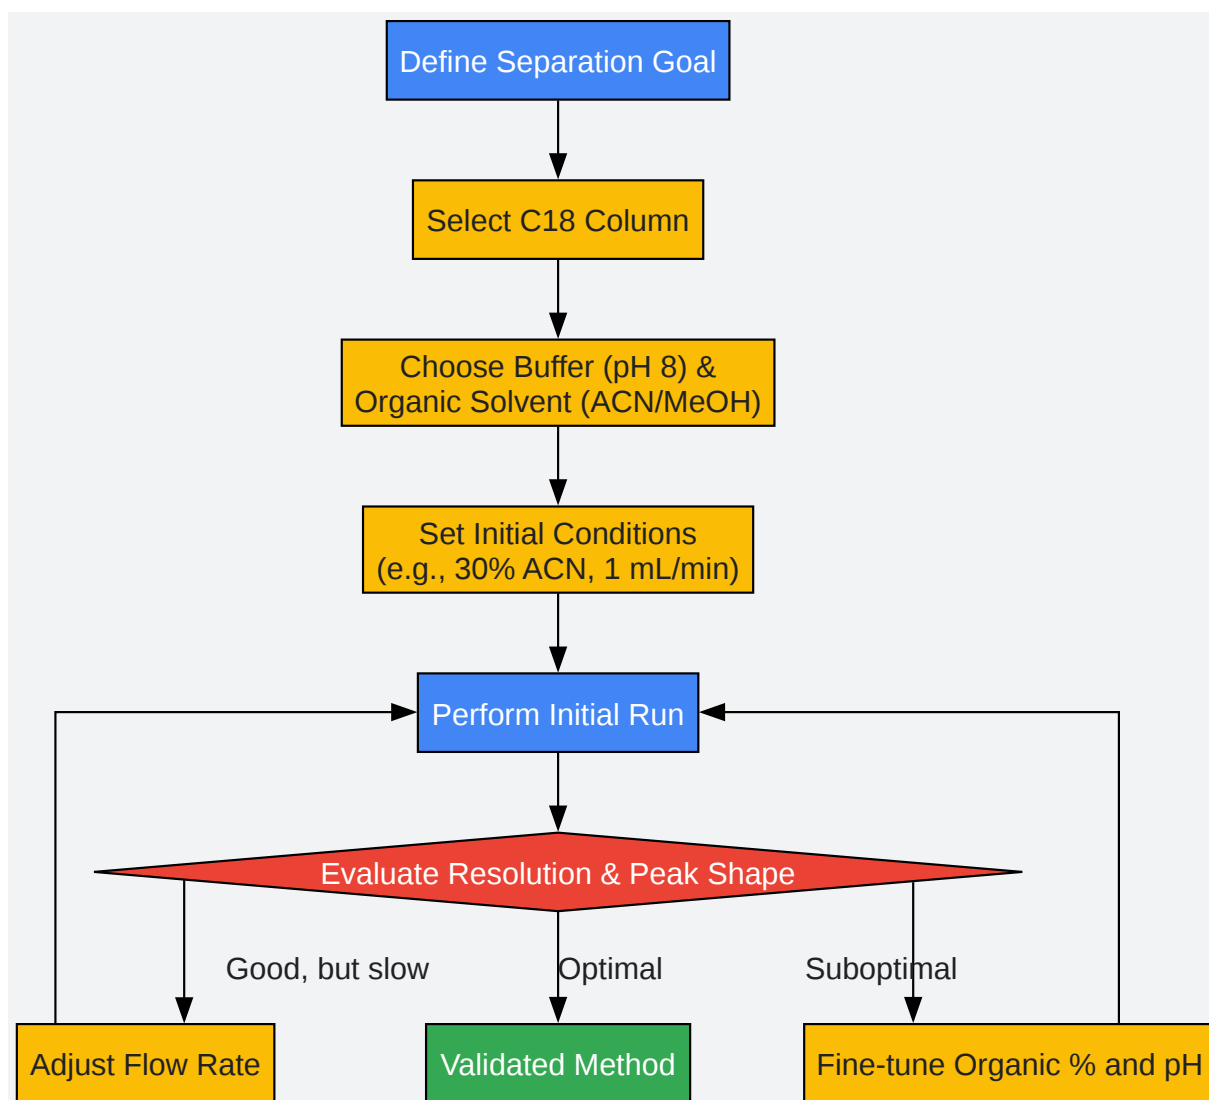 Define Separation Goal
Select C18 Column
Choose Buffer (pH 8) &
Organic Solvent (ACN/MeOH)
Set Initial Conditions
(e.g., 30% ACN, 1 mL/min)
Perform Initial Run
Evaluate Resolution & Peak Shape
Good, but slow
Optimal
Suboptimal
Adjust Flow Rate
Validated Method
Fine-tune Organic % and pH